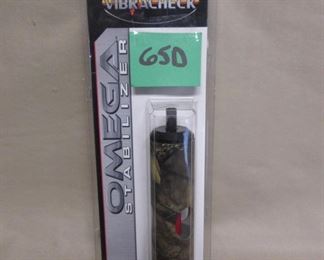 VIBRACHECK
650
OMEGA
STABILIZER